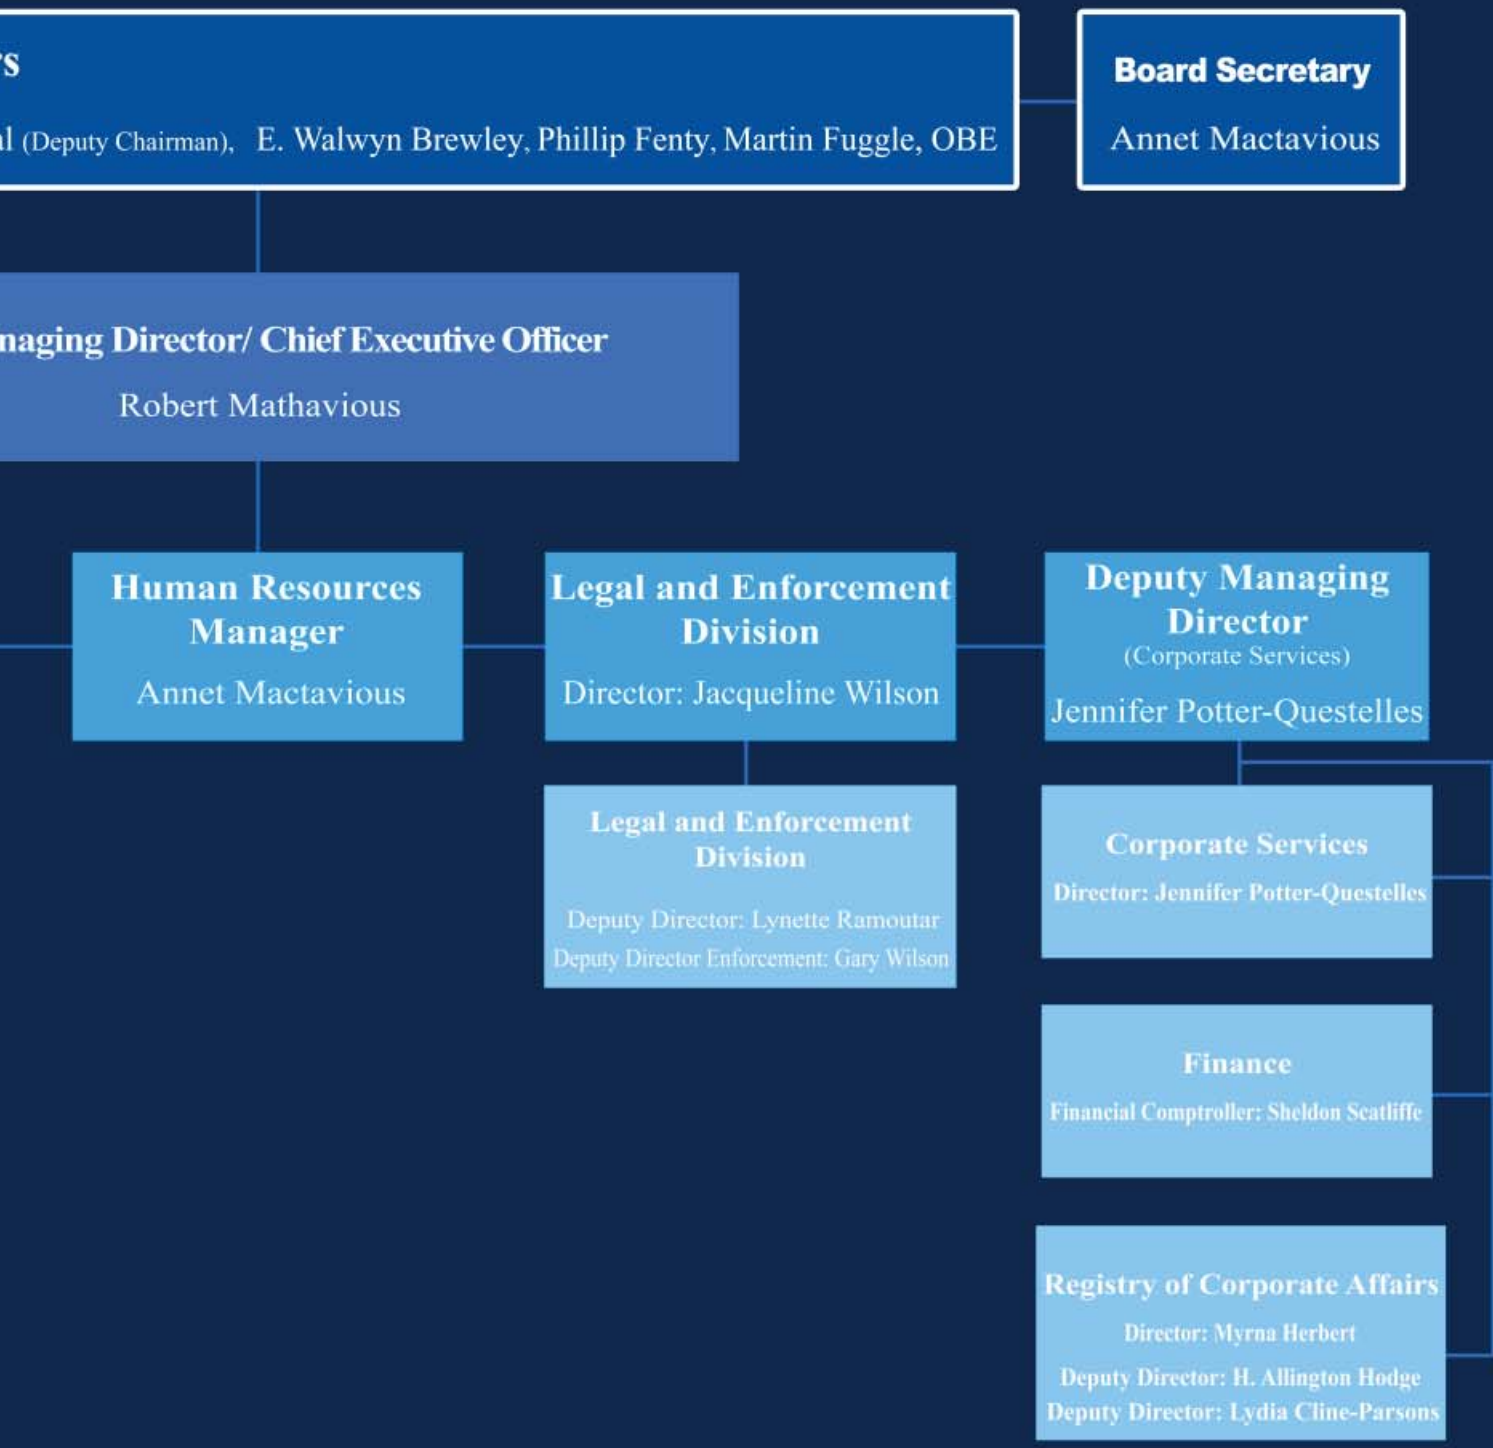 rs
Board Secretary
al (Deputy Chairman), E. Walwyn Brewley, Phillip Fenty, Martin Fuggle, OBE
Annet Mactavious
naging Director/ Chief Executive Officer
Robert Mathavious
Human Resources
Manager
Annet Mactavious
Legal and Enforcement
Division
Director: Jacqueline Wilson
Deputy Managing
Director
(Corporate Services)
Jennifer Potter-Questelles
Legal and Enforcement
Division
Deputy Director: Lynette Ramoutar
Deputy Director Enforcement: Gary Wilson
Corporate Services
Director: Jennifer Potter-Questelles
Finance
Financial Comptroller: Sheldon Scatliffe
Registry of Corporate Affairs
Director: Myrna Herbert
Deputy Director: H. Allington Hodge
Deputy Director: Lydia Cline-Parsons